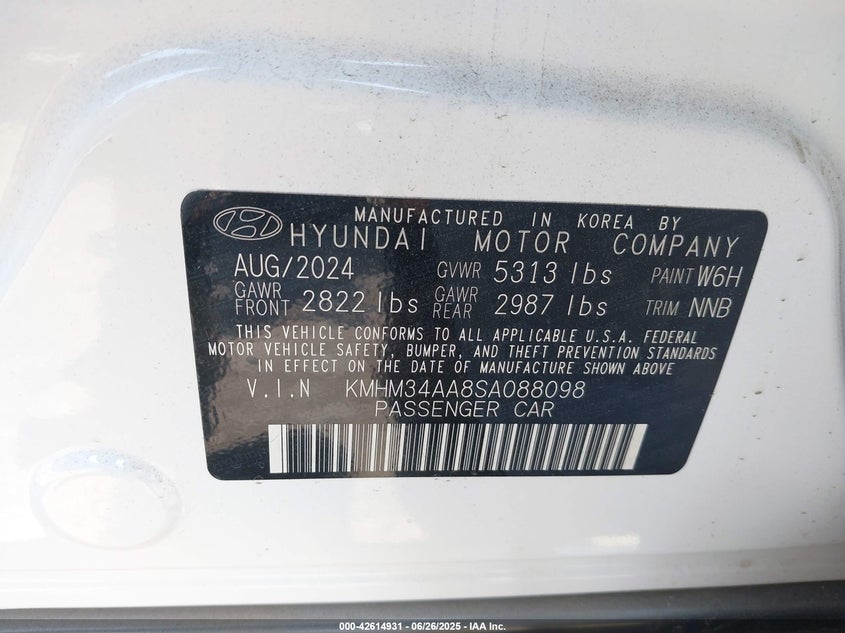 MANUFACTURED IN KOREA BY
HYUNDAI MOTOR COMPANY
AUG/2024 GVWR 5313 lbs PAINT W6H
GAWR FRONT 2822 lbs GAWR REAR 2987 lbs TRIM NNB
THIS VEHICLE CONFORMS TO ALL APPLICABLE U.S.A. FEDERAL
MOTOR VEHICLE SAFETY, BUMPER, AND THEFT PREVENTION STANDARDS
IN EFFECT ON THE DATE OF MANUFACTURE SHOWN ABOVE
V.I.N KMHM34AA8SA088098
PASSENGER CAR
000-42614931 - 06/26/2025 - IAA Inc.